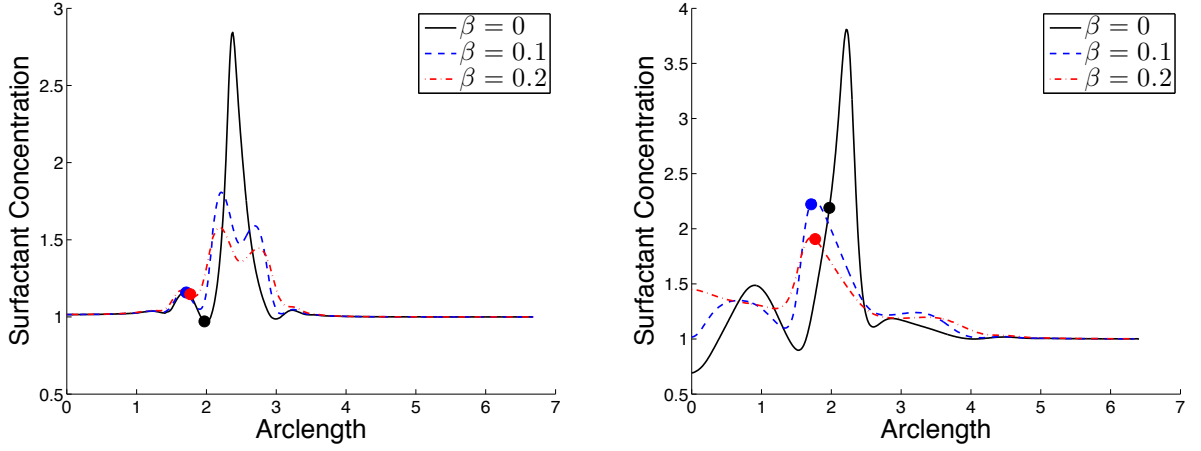 Surfactant Concentration
3
2.5
2
1.5
1
0.5
0 1 2 3 4 5 6 7
Arclength
β = 0
β = 0.1
β = 0.2
Surfactant Concentration
4
3.5
3
2.5
2
1.5
1
0.5
0 1 2 3 4 5 6 7
Arclength
β = 0
β = 0.1
β = 0.2